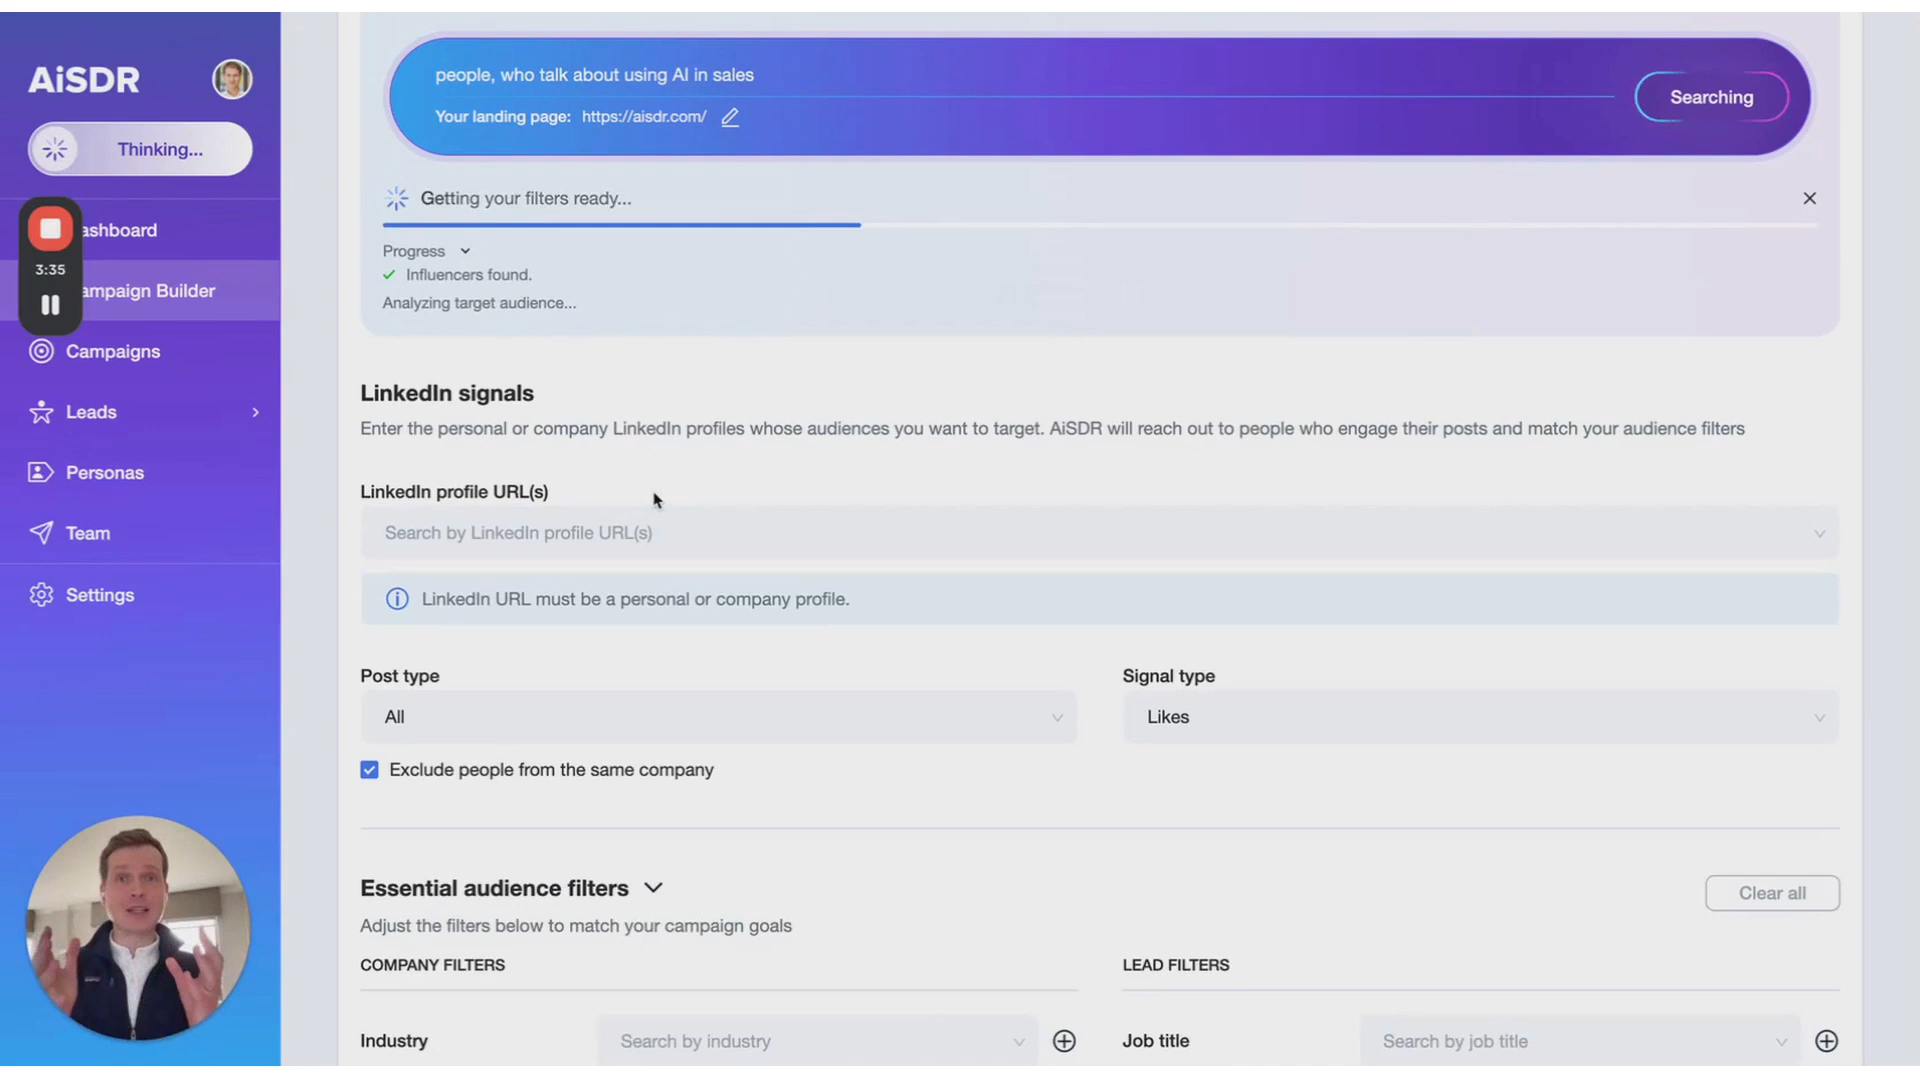 AiSDR
Thinking...
3:35
ashboard
ampaign Builder
Campaigns
Leads
Personas
Team
Settings
people, who talk about using AI in sales
Your landing page: https://aisdr.com/
Searching
Getting your filters ready...
Progress
Influencers found.
Analyzing target audience...
LinkedIn signals
Enter the personal or company LinkedIn profiles whose audiences you want to target. AiSDR will reach out to people who engage their posts and match your audience filters
LinkedIn profile URL(s)
Search by LinkedIn profile URL(s)
LinkedIn URL must be a personal or company profile.
Post type
Signal type
All
Likes
Exclude people from the same company
Essential audience filters
Clear all
Adjust the filters below to match your campaign goals
COMPANY FILTERS
LEAD FILTERS
Industry
Search by industry
Job title
Search by job title